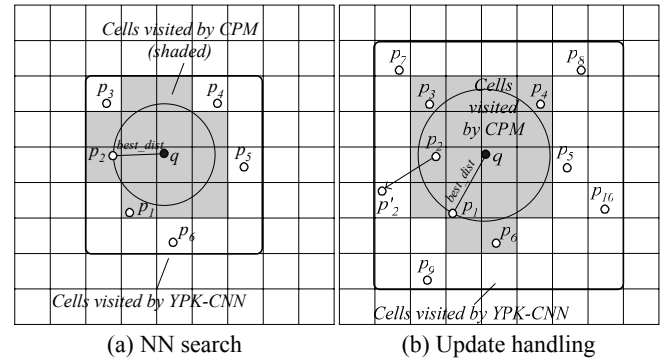 Cells visited by CPM
(shaded)
p3
p4
best_dist
p2
q
p5
p1
p6
Cells visited by YPK-CNN
(a) NN search
p7
p8
Cells
visited
by CPM
p3
p4
p2
best_dist
q
p5
p'2
p1
p10
p6
p9
Cells visited by YPK-CNN
(b) Update handling